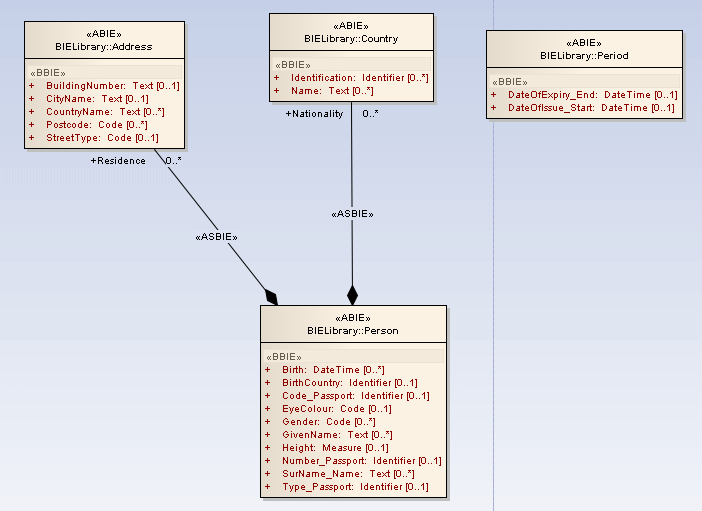 «ABIE»
BIELibrary::Address
«BBIE»
+ BuildingNumber: Text [0..1]
+ CityName: Text [0..1]
+ CountryName: Text [0..*]
+ Postcode: Code [0..*]
+ StreetType: Code [0..1]
«ABIE»
BIELibrary::Country
«BBIE»
+ Identification: Identifier [0..*]
+ Name: Text [0..*]
«ABIE»
BIELibrary::Period
«BBIE»
+ DateOfExpiry_End: DateTime [0..1]
+ DateOfIssue_Start: DateTime [0..1]
+Residence 0..*
+Nationality 0..*
«ASBIE»
«ASBIE»
«ABIE»
BIELibrary::Person
«BBIE»
+ Birth: DateTime [0..*]
+ BirthCountry: Identifier [0..1]
+ Code_Passport: Identifier [0..1]
+ EyeColour: Code [0..1]
+ Gender: Code [0..*]
+ GivenName: Text [0..*]
+ Height: Measure [0..1]
+ Number_Passport: Identifier [0..1]
+ SurName_Name: Text [0..*]
+ Type_Passport: Identifier [0..1]